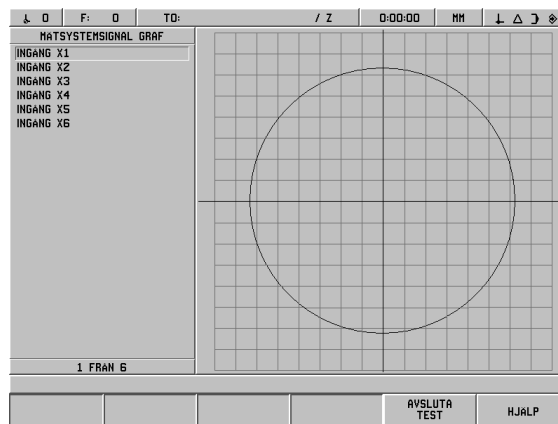 0 F: 0 T0: / Z 0:00:00 MM
MATSYSTEMSIGNAL GRAF
INGANG X1
INGANG X2
INGANG X3
INGANG X4
INGANG X5
INGANG X6
1 FRAN 6
AVSLUTA
TEST
HJALP